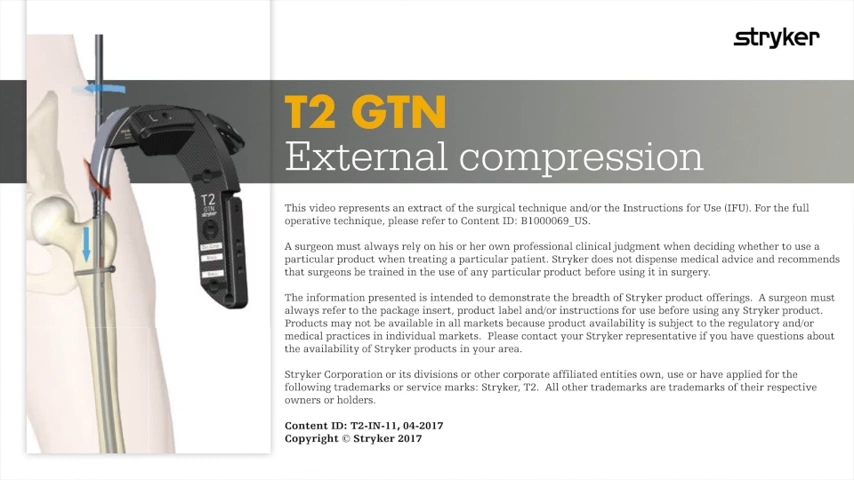 stryker
T2 GTN
External compression
This video represents an extract of the surgical technique and/or the Instructions for Use (IFU). For the full
operative technique, please refer to Content ID: B1000069_US.
A surgeon must always rely on his or her own professional clinical judgment when deciding whether to use a
particular product when treating a particular patient. Stryker does not dispense medical advice and recommends
that surgeons be trained in the use of any particular product before using it in surgery.
The information presented is intended to demonstrate the breadth of Stryker product offerings. A surgeon must
always refer to the package insert, product label and/or instructions for use before using any Stryker product.
Products may not be available in all markets because product availability is subject to the regulatory and/or
medical practices in individual markets. Please contact your Stryker representative if you have questions about
the availability of Stryker products in your area.
Stryker Corporation or its divisions or other corporate affiliated entities own, use or have applied for the
following trademarks or service marks: Stryker, T2. All other trademarks are trademarks of their respective
owners or holders.
Content ID: T2-IN-11, 04-2017
Copyright © Stryker 2017
L
T2
GTN
stryker